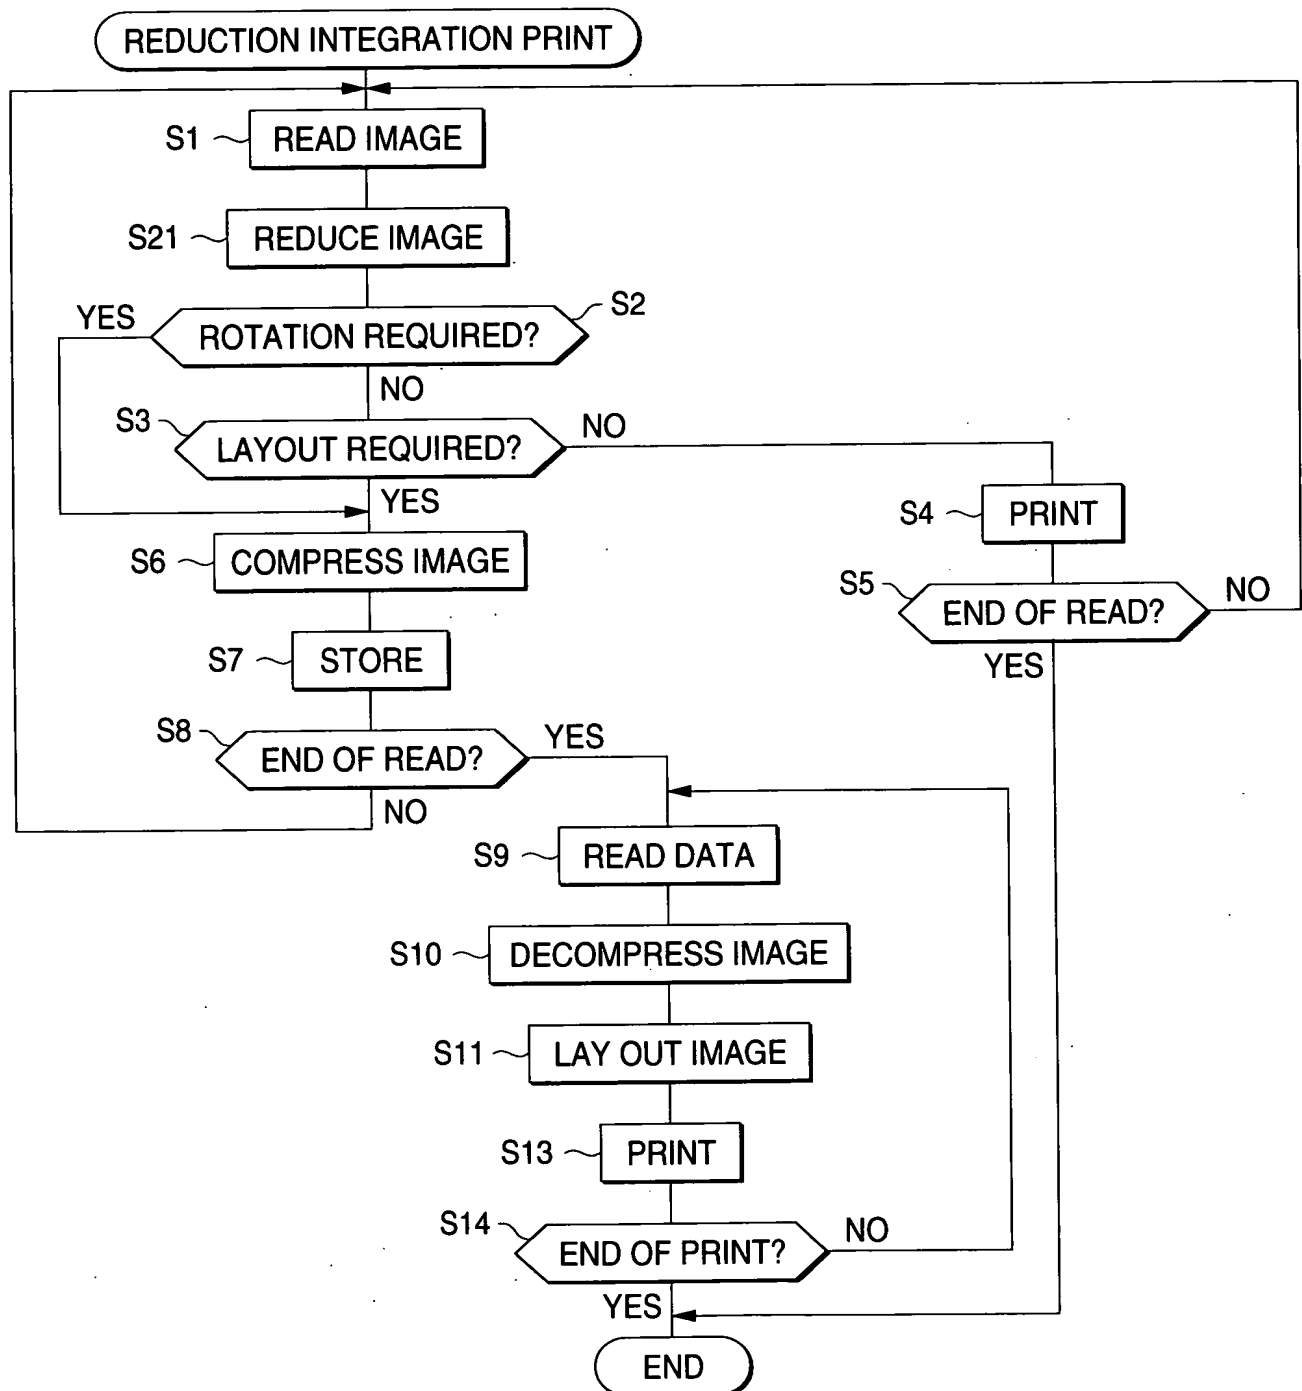 REDUCTION INTEGRATION PRINT
S1 READ IMAGE
S21 REDUCE IMAGE
S2
YES
ROTATION REQUIRED?
NO
S3
NO
LAYOUT REQUIRED?
YES
S4 PRINT
S6 COMPRESS IMAGE
S5
NO
END OF READ?
YES
S7 STORE
S8
YES
END OF READ?
NO
S9 READ DATA
S10 DECOMPRESS IMAGE
S11 LAY OUT IMAGE
S13 PRINT
S14
NO
END OF PRINT?
YES
END